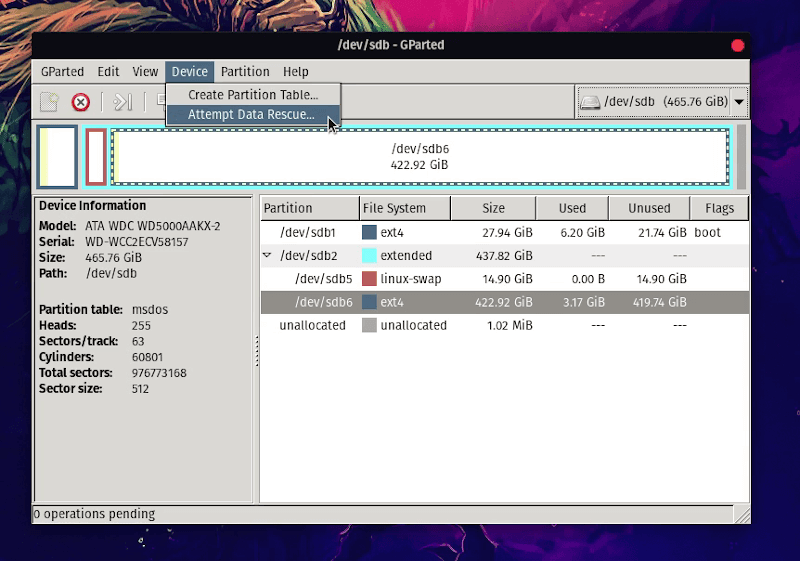 /dev/sdb - GParted
GParted Edit View Device Partition Help
Create Partition Table...
Attempt Data Rescue...
/dev/sdb (465.76 GiB)
/dev/sdb6
422.92 GiB
Device Information
Model: ATA WDC WD5000AAKX-2
Serial: WD-WCC2ECV58157
Size: 465.76 GiB
Path: /dev/sdb
Partition table: msdos
Heads: 255
Sectors/track: 63
Cylinders: 60801
Total sectors: 976773168
Sector size: 512
Partition File System Size Used Unused Flags
/dev/sdb1 ext4 27.94 GiB 6.20 GiB 21.74 GiB boot
/dev/sdb2 extended 437.82 GiB --- ---
/dev/sdb5 linux-swap 14.90 GiB 0.00 B 14.90 GiB
/dev/sdb6 ext4 422.92 GiB 3.17 GiB 419.74 GiB
unallocated unallocated 1.02 MiB --- ---
0 operations pending